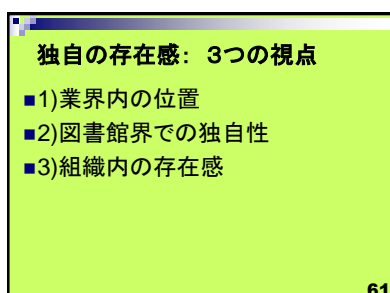 独自の存在感: 3つの視点
■1)業界内の位置
■2)図書館界での独自性
■3)組織内の存在感
61